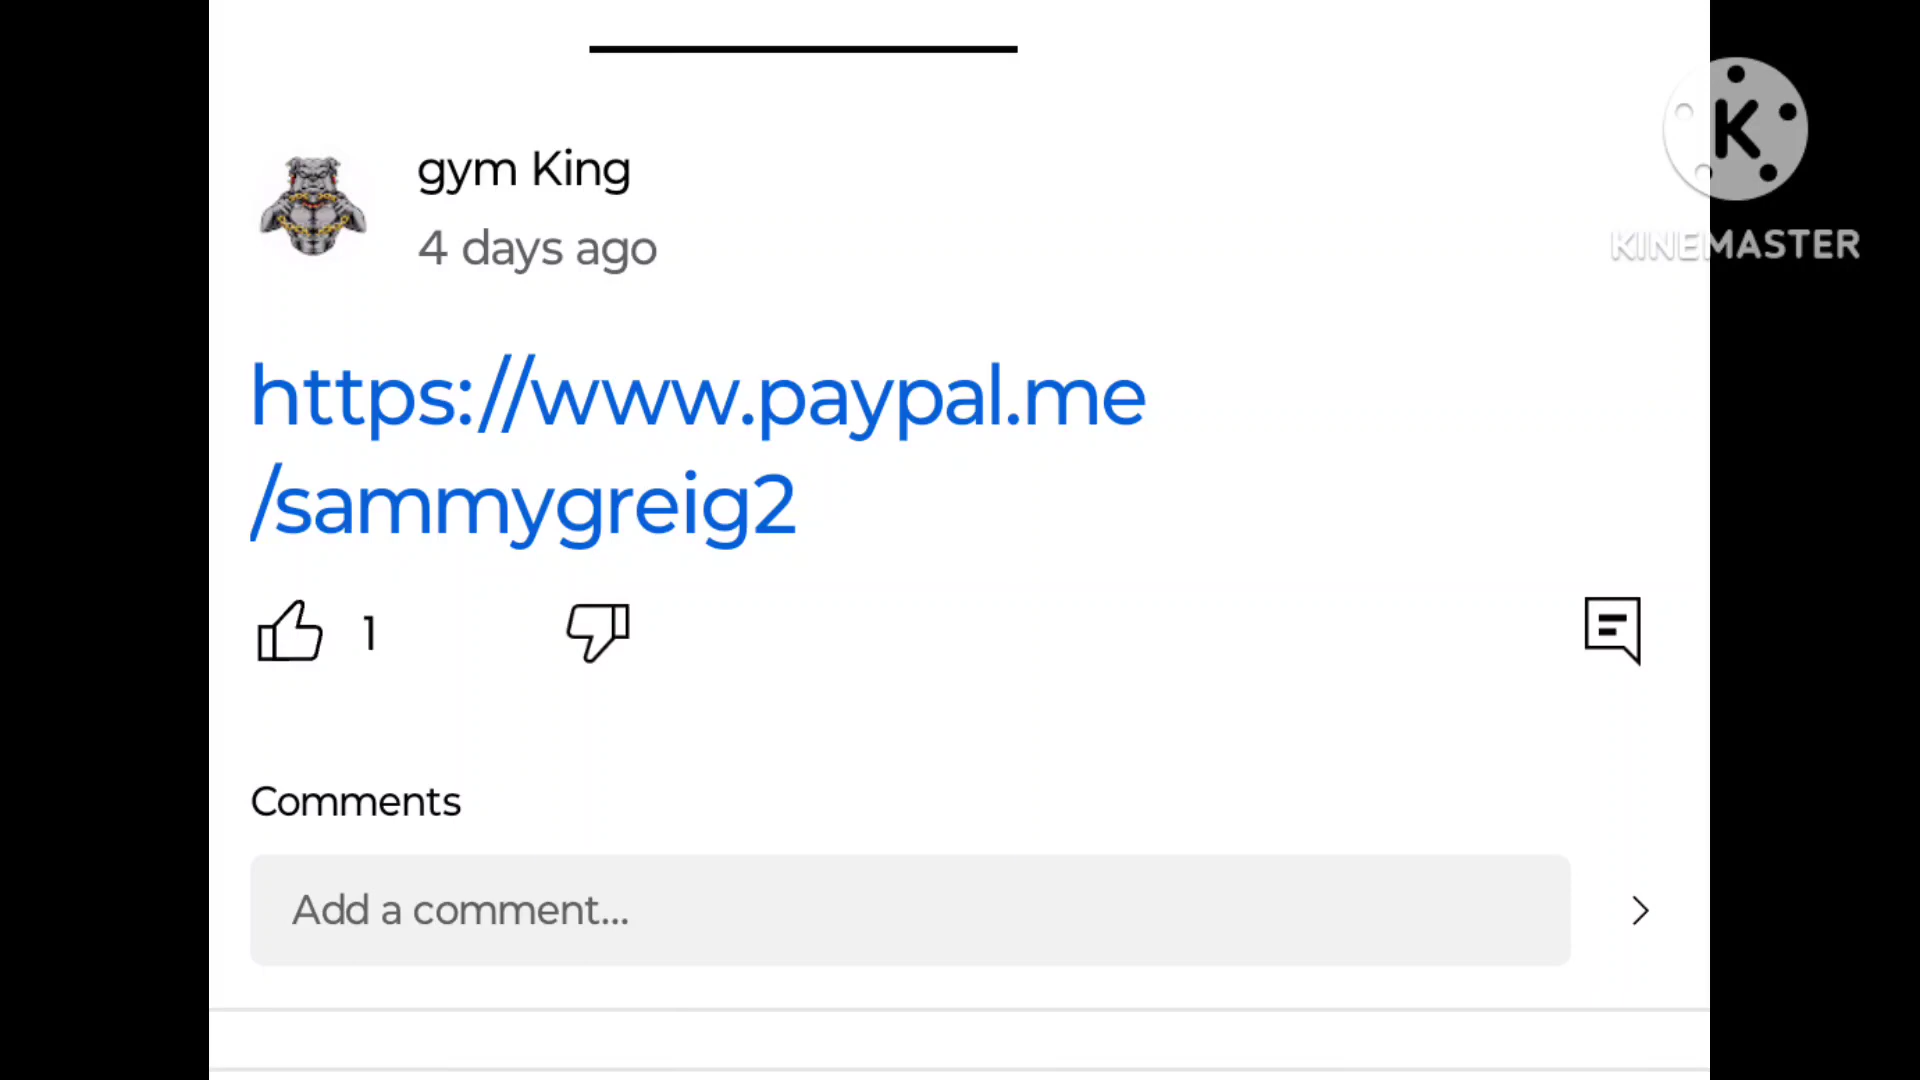 gym King
4 days ago
K
KINEMASTER
https://www.paypal.me
/sammygreig2
1
Comments
Add a comment...